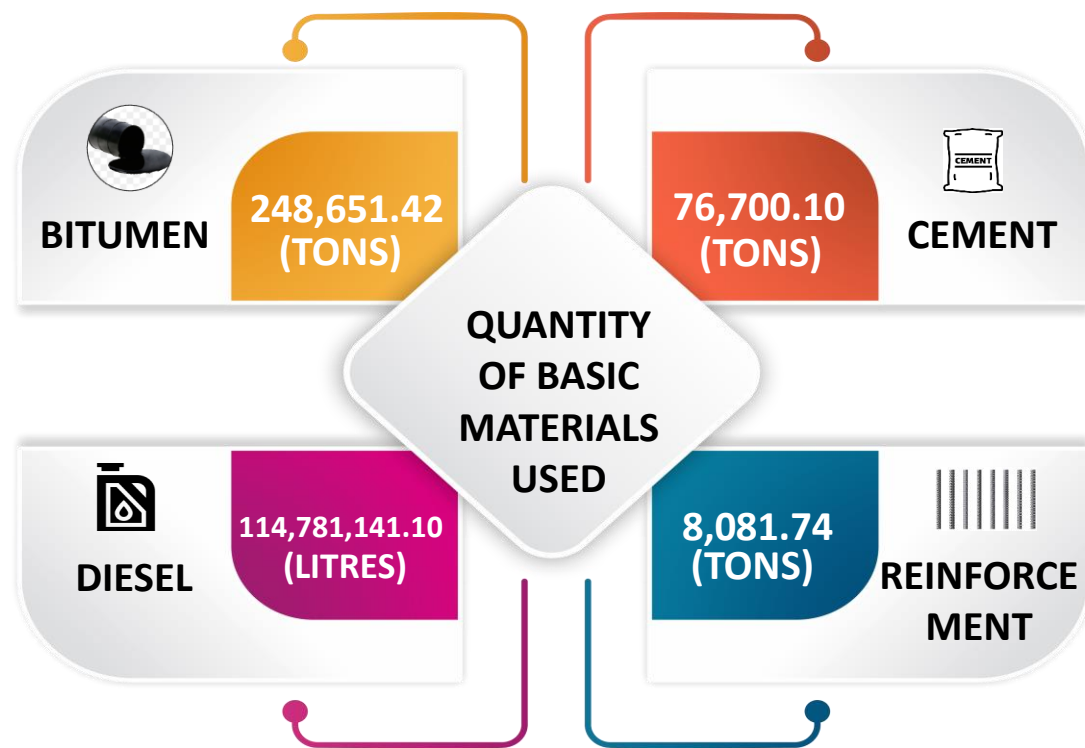 BITUMEN
248,651.42
(TONS)
76,700.10
(TONS)
CEMENT
CEMENT
QUANTITY
OF BASIC
MATERIALS
USED
DIESEL
114,781,141.10
(LITRES)
8,081.74
(TONS)
REINFORCE
MENT